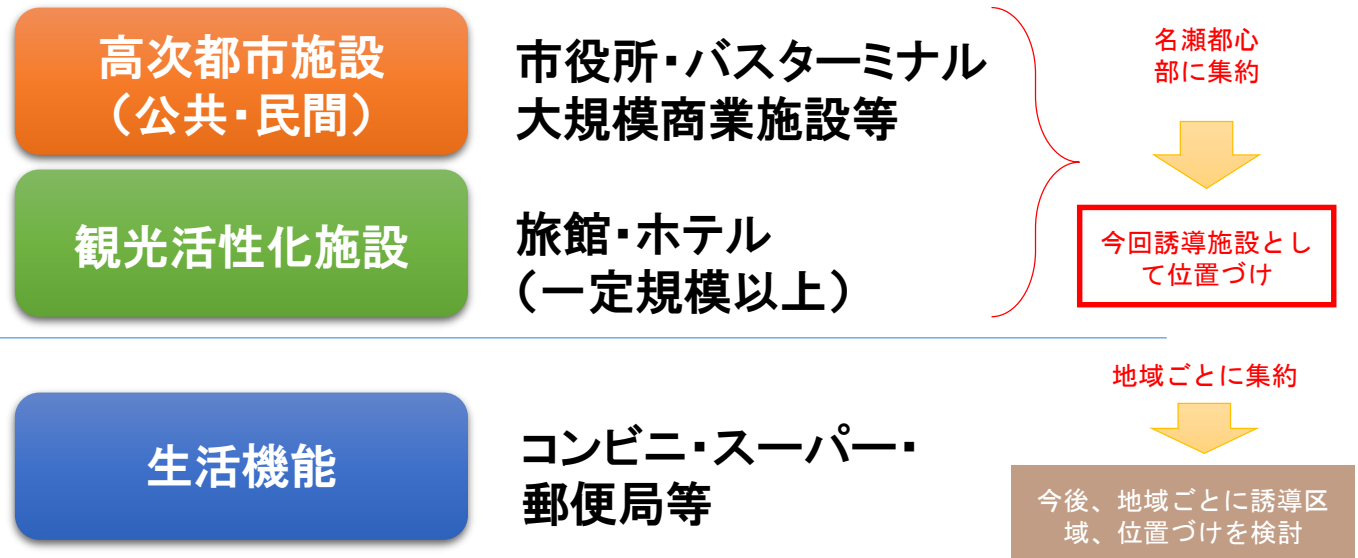 高次都市施設
（公共・民間）
市役所・バスターミナル
大規模商業施設等
名瀬都心
部に集約
観光活性化施設
旅館・ホテル
（一定規模以上）
今回誘導施設とし
て位置づけ
生活機能
コンビニ・スーパー・
郵便局等
地域ごとに集約
今後、地域ごとに誘導区
域、位置づけを検討